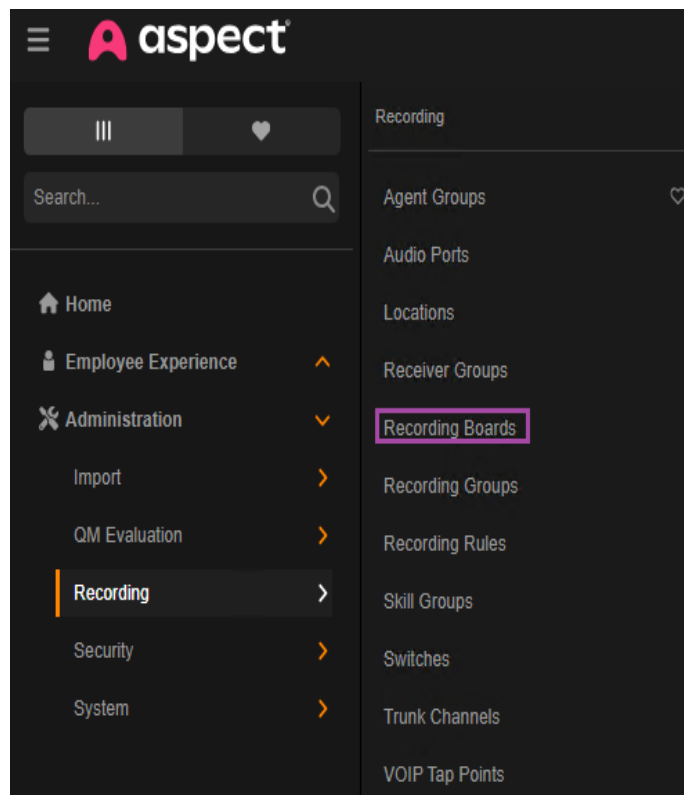 aspect
Search...
Home
Employee Experience
Administration
Import
QM Evaluation
Recording
Security
System
Recording
Agent Groups
Audio Ports
Locations
Receiver Groups
Recording Boards
Recording Groups
Recording Rules
Skill Groups
Switches
Trunk Channels
VOIP Tap Points